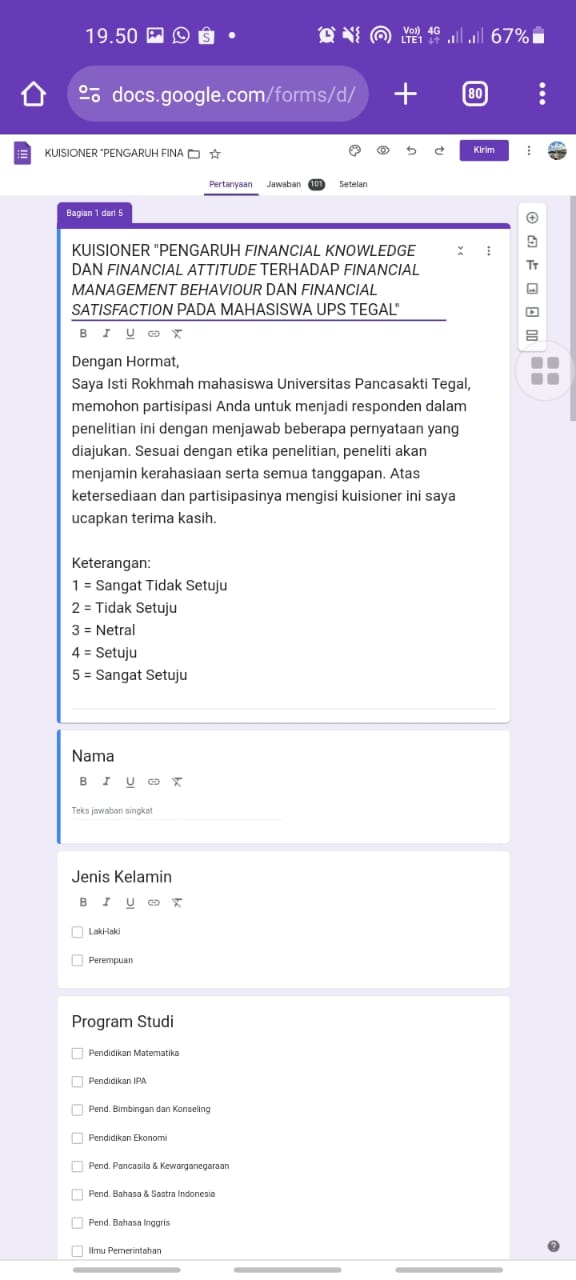 19.50
Vo)) 4G
LTE1
67%
docs.google.com/forms/d/
80
KUISIONER "PENGARUH FINA
Kirim
Pertanyaan Jawaban 101 Setelan
Bagian 1 dari 5
KUISIONER "PENGARUH FINANCIAL KNOWLEDGE
DAN FINANCIAL ATTITUDE TERHADAP FINANCIAL
MANAGEMENT BEHAVIOUR DAN FINANCIAL
SATISFACTION PADA MAHASISWA UPS TEGAL"
B I U
Dengan Hormat,
Saya Isti Rokhmah mahasiswa Universitas Pancasakti Tegal,
memohon partisipasi Anda untuk menjadi responden dalam
penelitian ini dengan menjawab beberapa pernyataan yang
diajukan. Sesuai dengan etika penelitian, peneliti akan
menjamin kerahasiaan serta semua tanggapan. Atas
ketersediaan dan partisipasinya mengisi kuisioner ini saya
ucapkan terima kasih.
Keterangan:
1 = Sangat Tidak Setuju
2 = Tidak Setuju
3 = Netral
4 = Setuju
5 = Sangat Setuju
Nama
B I U
Teks jawaban singkat
Jenis Kelamin
B I U
Laki-laki
Perempuan
Program Studi
Pendidikan Matematika
Pendidikan IPA
Pend. Bimbingan dan Konseling
Pendidikan Ekonomi
Pend. Pancasila & Kewarganegaraan
Pend. Bahasa & Sastra Indonesia
Pend. Bahasa Inggris
Ilmu Pemerintahan